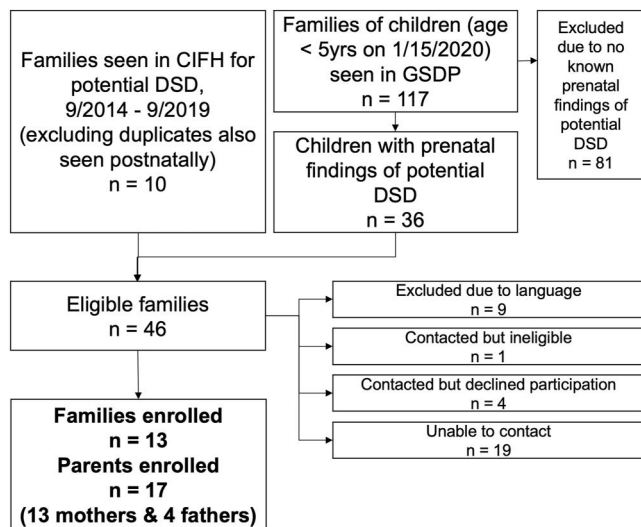 Families seen in CIFH for
potential DSD,
9/2014 - 9/2019
(excluding duplicates also
seen postnatally)
n = 10
Families of children (age
< 5yrs on 1/15/2020)
seen in GSDP
n = 117
Excluded
due to no
known
prenatal
findings of
potential
DSD
n = 81
Children with prenatal
findings of potential
DSD
n = 36
Eligible families
n = 46
Excluded due to language
n = 9
Contacted but ineligible
n = 1
Contacted but declined participation
n = 4
Unable to contact
n = 19
Families enrolled
n = 13
Parents enrolled
n = 17
(13 mothers & 4 fathers)